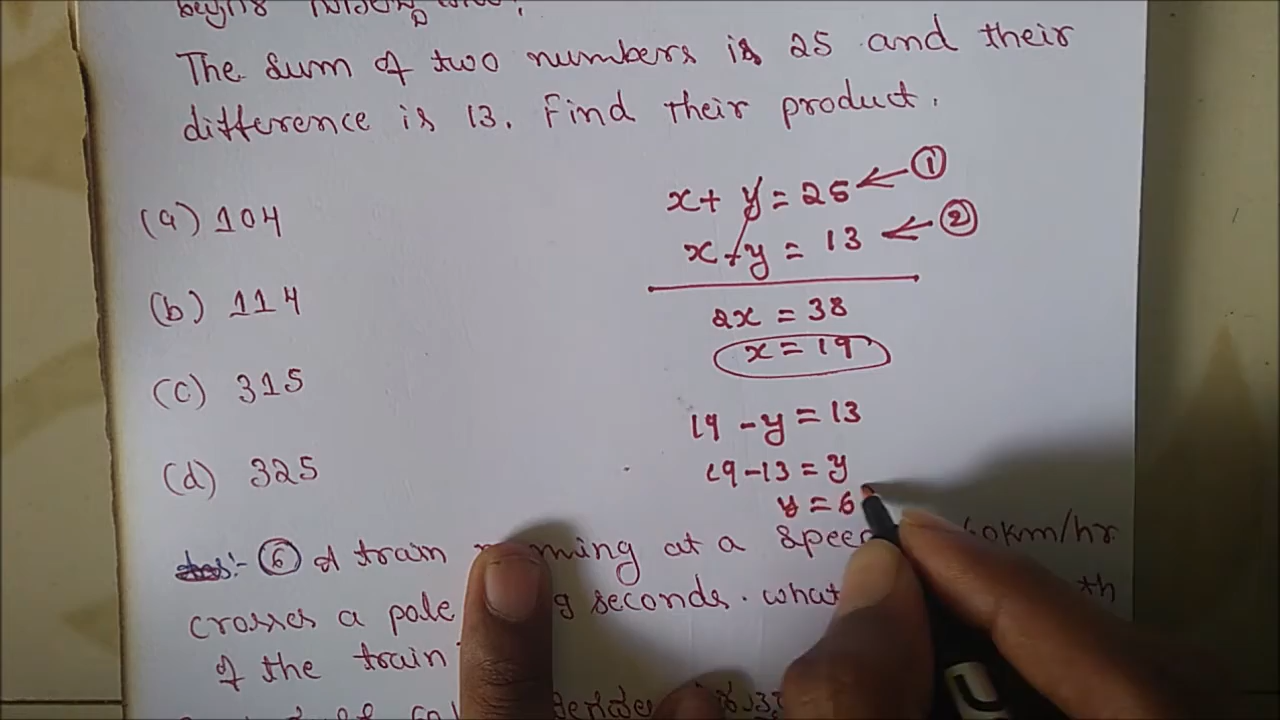 The sum of two numbers is 25 and their
difference is 13. Find their product.
(a) 104
(b) 114
(c) 315
(d) 325
x + y = 25 ← ①
x - y = 13 ← ②
2x = 38
x = 19
19 - y = 13
19 - 13 = y
y = 6
Ans:- ⑥ A train at a
crosses a pole seconds. what
of the train